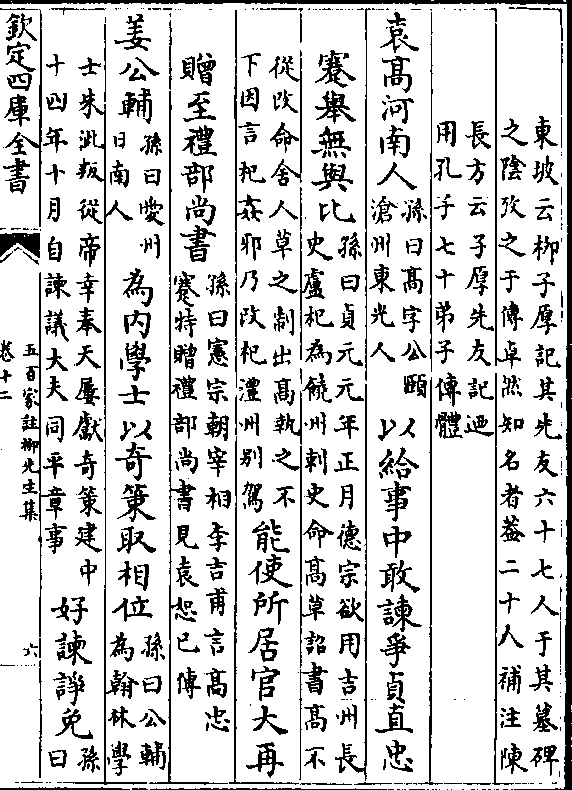 東坡云柳子厚記其先友六十七人于其墓碑
之陰攷之于傳卓然知名者葢二十人補注陳
長方云子厚先友記廼
用孔子七十弟子傳體
袁高河南人
孫曰高字公頤
滄州東光人
以給事中敢諫爭貞直忠
蹇舉無與比
孫曰貞元元年正月德宗欲用吉州長
史盧杞為饒州刺史命高草詔書高不
從改命舍人草之制出高執之不
下因言杞姦邪乃改杞澧州别駕
能使所居官大再
贈至禮部尚書
孫曰憲宗朝宰相李吉甫言高忠
蹇特贈禮部尚書見袁恕已傳
姜公輔
孫曰愛州
日南人
為内學士以奇策取相位
孫曰公輔
為翰林學
士朱泚叛從帝幸奉天屢獻奇策建中
十四年十月自諫議大夫同平章事
好諫諍免
孫
曰
欽定四庫全書
五百家註柳先生集
卷十二
六